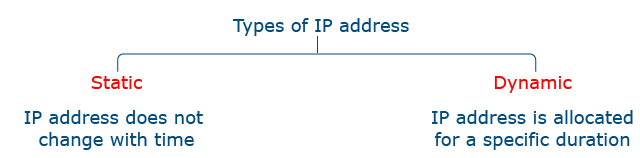 Types of IP address
Static
IP address does not
change with time
Dynamic
IP address is allocated
for a specific duration